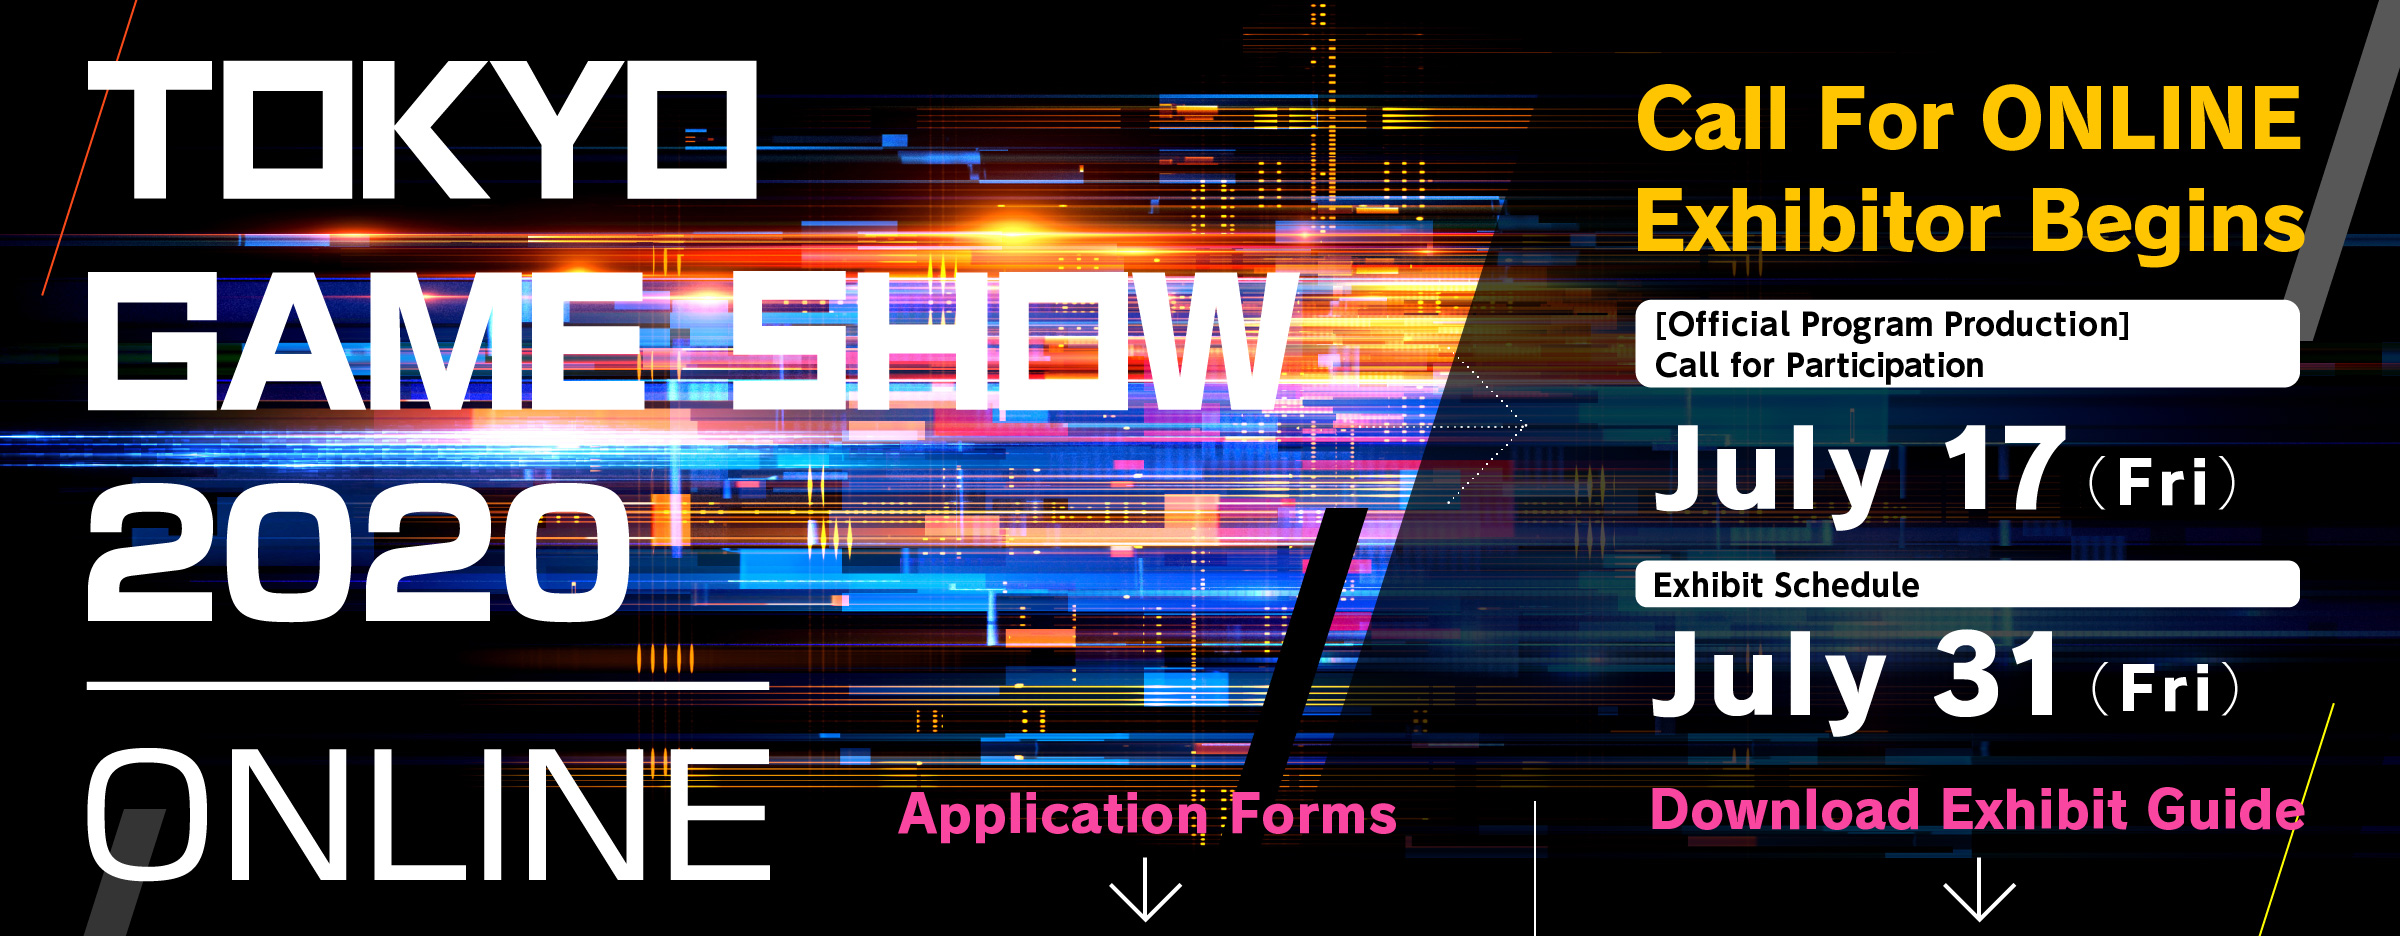 TOKYO
GAME SHOW
2020
ONLINE
Call For ONLINE
Exhibitor Begins
[Official Program Production]
Call for Participation
July 17（Fri）
Exhibit Schedule
July 31（Fri）
Application Forms
Download Exhibit Guide